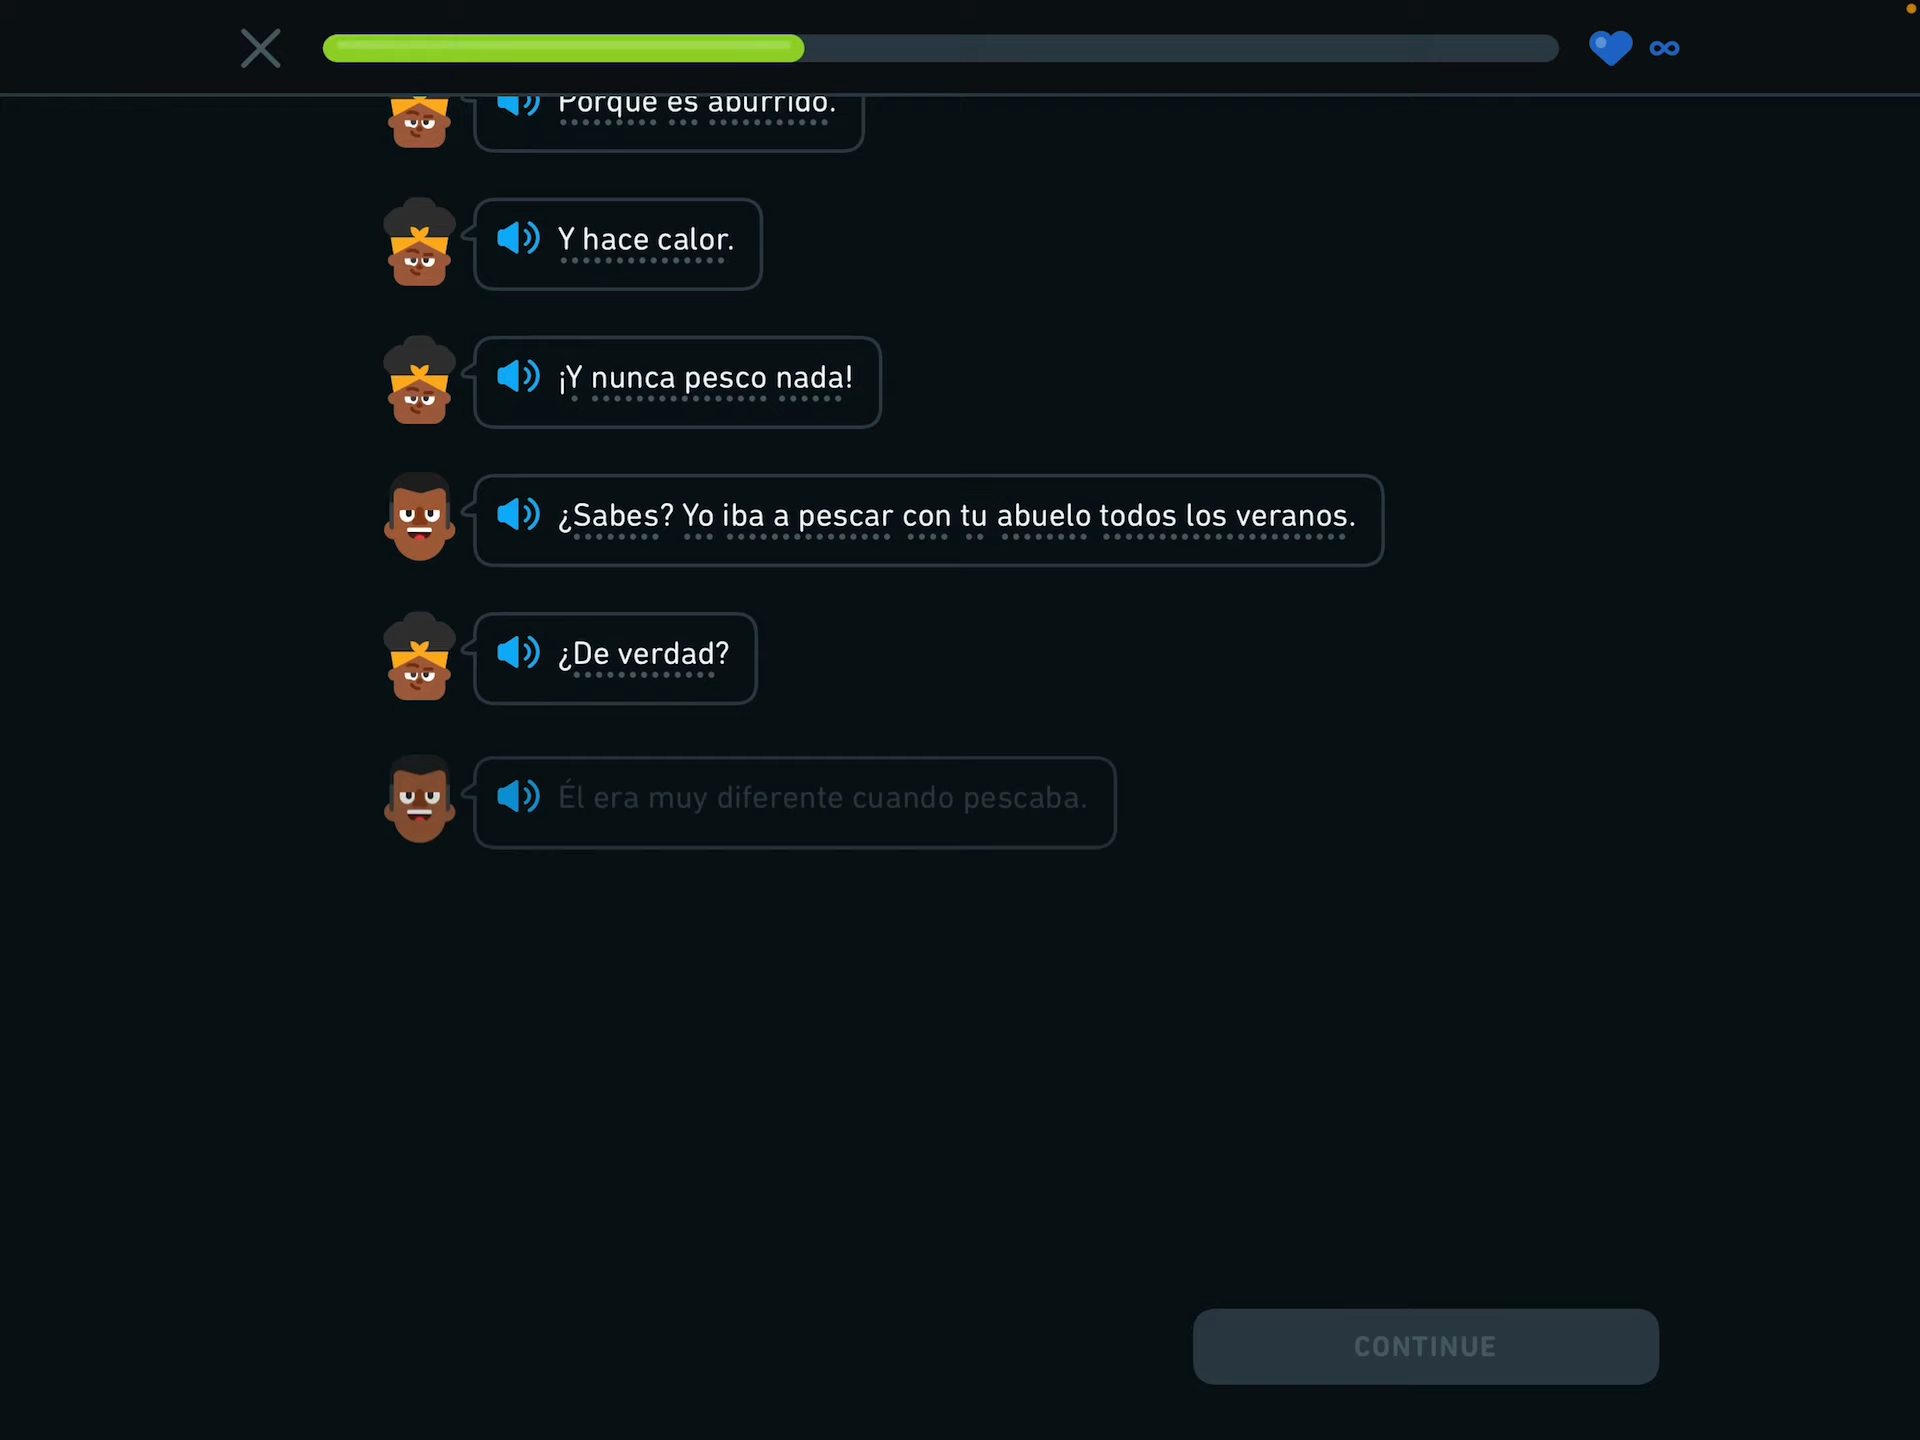 Porque es aburrido.
Y hace calor.
¡Y nunca pesco nada!
¿Sabes? Yo iba a pescar con tu abuelo todos los veranos.
¿De verdad?
Él era muy diferente cuando pescaba.
CONTINUE